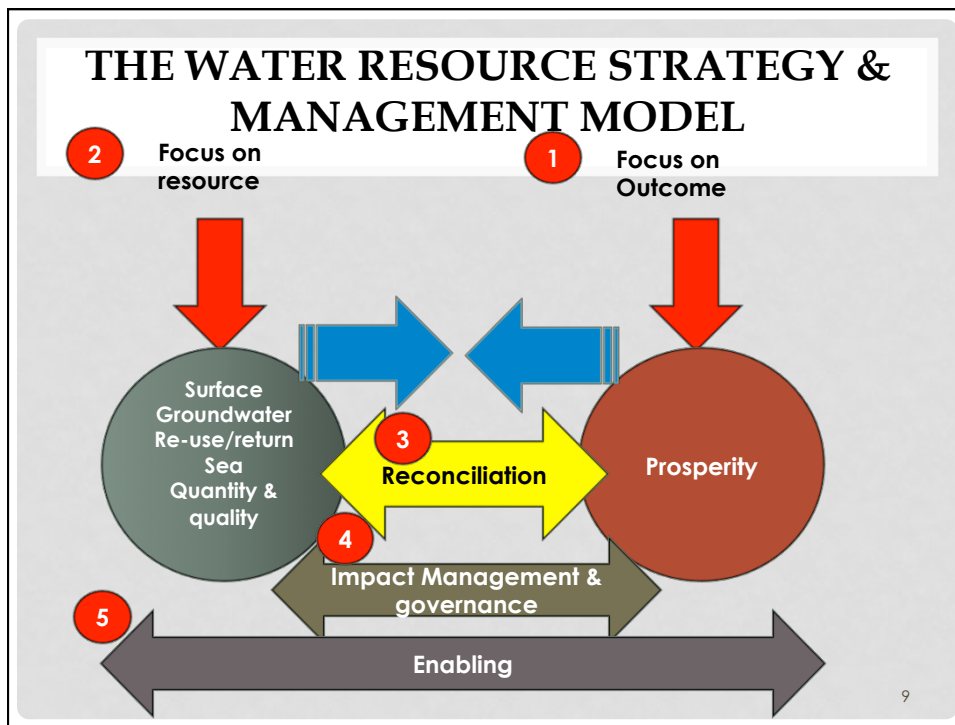 THE WATER RESOURCE STRATEGY &
MANAGEMENT MODEL
2
Focus on
resource
1
Focus on
Outcome
Surface
Groundwater
Re-use/return
Sea
Quantity &
quality
3
Reconciliation
Prosperity
4
Impact Management &
governance
5
Enabling
9